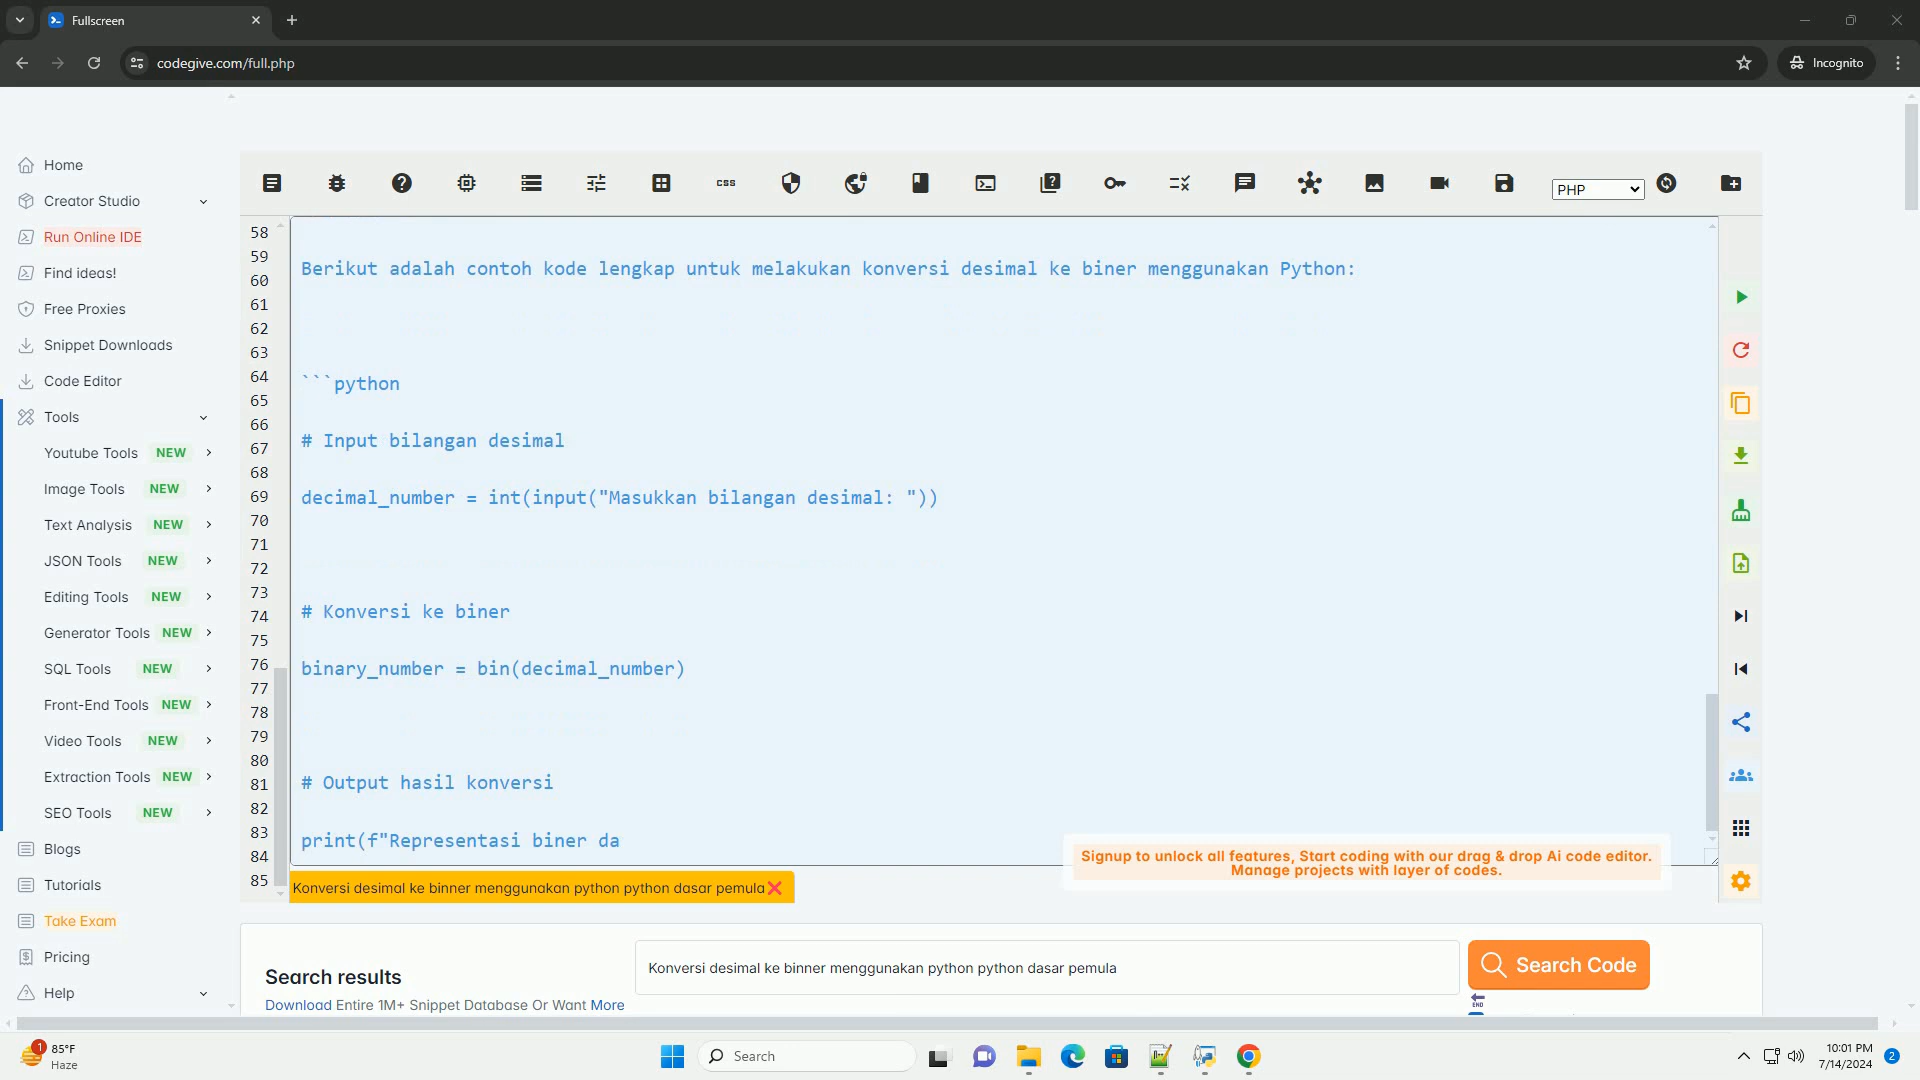 Fullscreen
codegive.com/full.php
Incognito
Home
Creator Studio
Run Online IDE
Find ideas!
Free Proxies
Snippet Downloads
Code Editor
Tools
Youtube Tools NEW
Image Tools NEW
Text Analysis NEW
JSON Tools NEW
Editing Tools NEW
Generator Tools NEW
SQL Tools NEW
Front-End Tools NEW
Video Tools NEW
Extraction Tools NEW
SEO Tools NEW
Blogs
Tutorials
Take Exam
Pricing
Help
css
PHP
58
59
60
61
62
63
64
65
66
67
68
69
70
71
72
73
74
75
76
77
78
79
80
81
82
83
84
85
Berikut adalah contoh kode lengkap untuk melakukan konversi desimal ke biner menggunakan Python:
```python
# Input bilangan desimal
decimal_number = int(input("Masukkan bilangan desimal: "))
# Konversi ke biner
binary_number = bin(decimal_number)
# Output hasil konversi
print(f"Representasi biner da
Signup to unlock all features, Start coding with our drag & drop Ai code editor.
Manage projects with layer of codes.
Konversi desimal ke binner menggunakan python python dasar pemula
Search results
Download Entire 1M+ Snippet Database Or Want More
Konversi desimal ke binner menggunakan python python dasar pemula
Search Code
END
1
85°F
Haze
Search
10:01 PM
7/14/2024
2